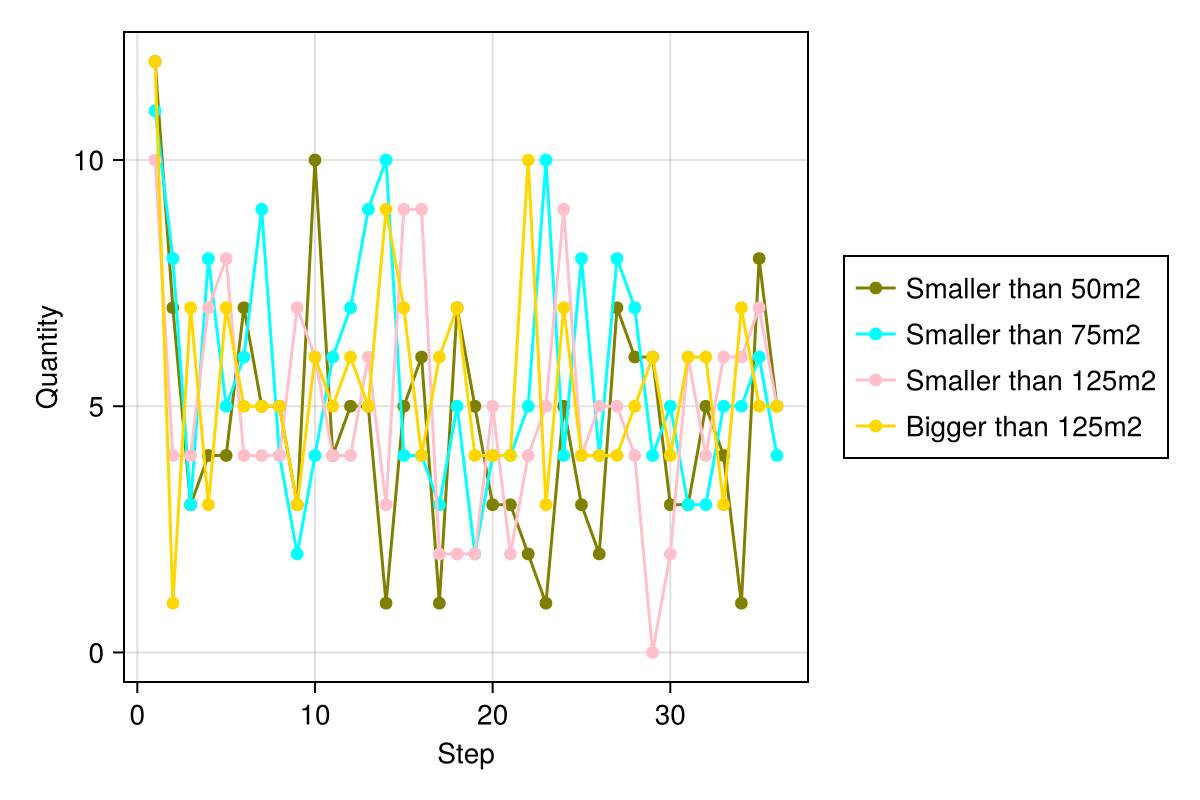 10
5
0
Quantity
0 10 20 30
Step
Smaller than 50m2
Smaller than 75m2
Smaller than 125m2
Bigger than 125m2